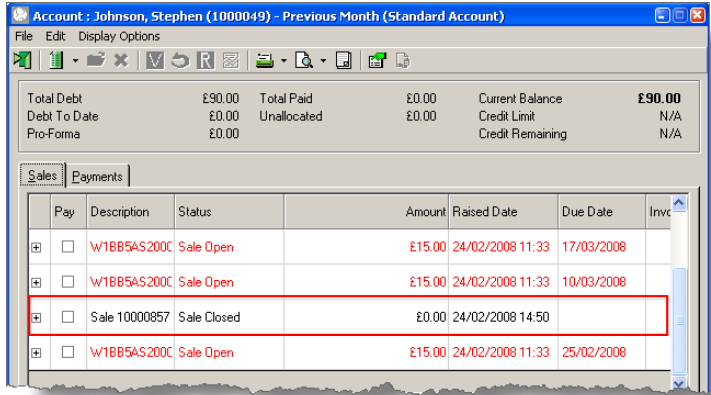 Account : Johnson, Stephen (1000049) - Previous Month (Standard Account)
File Edit Display Options
V R
Total Debt £90.00 Total Paid £0.00 Current Balance £90.00
Debt To Date £0.00 Unallocated £0.00 Credit Limit N/A
Pro-Forma £0.00 Credit Remaining N/A
Sales Payments
Pay Description Status Amount Raised Date Due Date Invo
W1BB5AS200 Sale Open £15.00 24/02/2008 11:33 17/03/2008
W1BB5AS200 Sale Open £15.00 24/02/2008 11:33 10/03/2008
Sale 10000857 Sale Closed £0.00 24/02/2008 14:50
W1BB5AS200 Sale Open £15.00 24/02/2008 11:33 25/02/2008